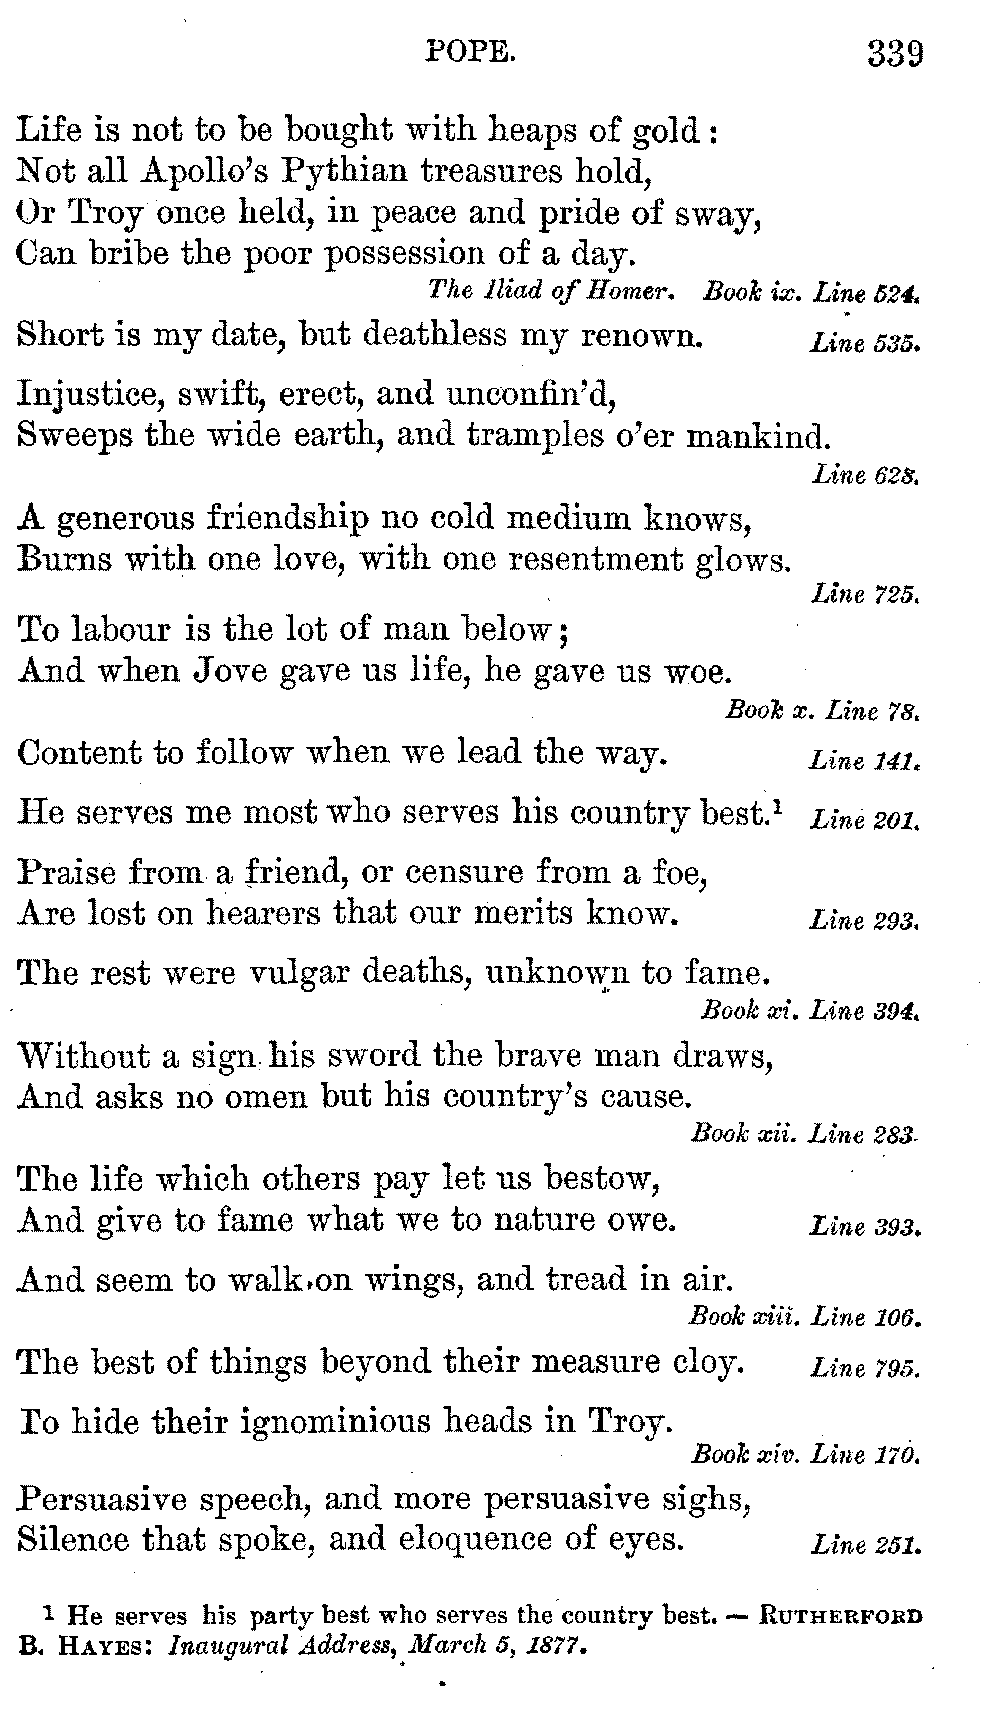 POPE. 339
Life is not to be bought with heaps of gold :
Not all Apollo's Pythian treasures hold,
Or Troy once held, in peace and pride of sway,
Can bribe the poor possession of a day.
The Iliad of Homer. Book ix. Line 524.
Short is my date, but deathless my renown. Line 535.
Injustice, swift, erect, and unconfin'd,
Sweeps the wide earth, and tramples o'er mankind.
Line 628.
A generous friendship no cold medium knows,
Burns with one love, with one resentment glows.
Line 725.
To labour is the lot of man below ;
And when Jove gave us life, he gave us woe.
Book x. Line 78.
Content to follow when we lead the way. Line 141.
He serves me most who serves his country best.¹ Line 201.
Praise from a friend, or censure from a foe,
Are lost on hearers that our merits know. Line 293.
The rest were vulgar deaths, unknown to fame.
Book xi. Line 394.
Without a sign his sword the brave man draws,
And asks no omen but his country's cause.
Book xii. Line 283.
The life which others pay let us bestow,
And give to fame what we to nature owe. Line 393.
And seem to walk on wings, and tread in air.
Book xiii. Line 106.
The best of things beyond their measure cloy. Line 795.
To hide their ignominious heads in Troy.
Book xiv. Line 170.
Persuasive speech, and more persuasive sighs,
Silence that spoke, and eloquence of eyes. Line 251.
¹ He serves his party best who serves the country best. — RUTHERFORD
B. HAYES: Inaugural Address, March 5, 1877.